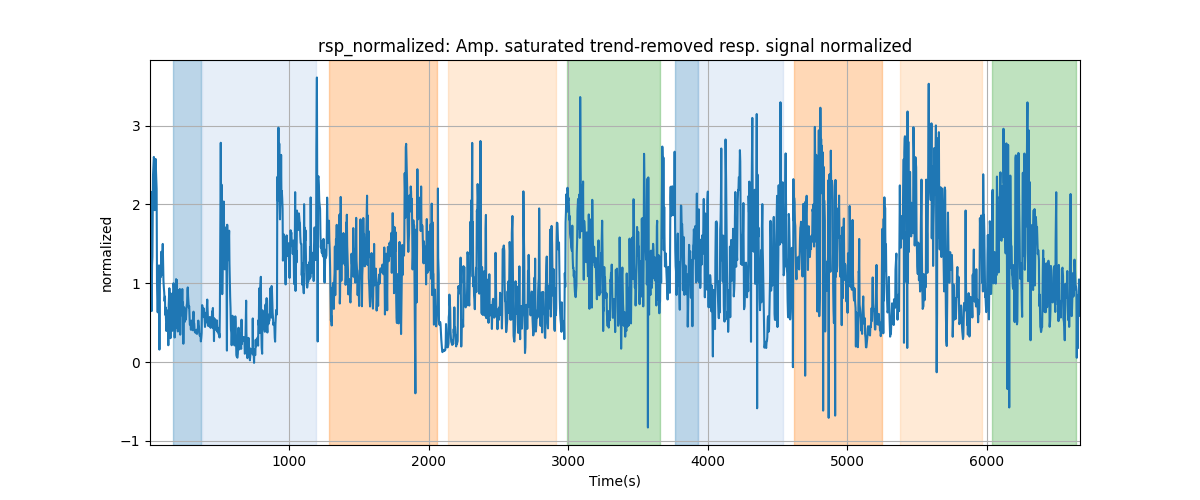 rsp_normalized: Amp. saturated trend-removed resp. signal normalized
3
2
1
0
−1
normalized
1000 2000 3000 4000 5000 6000
Time(s)